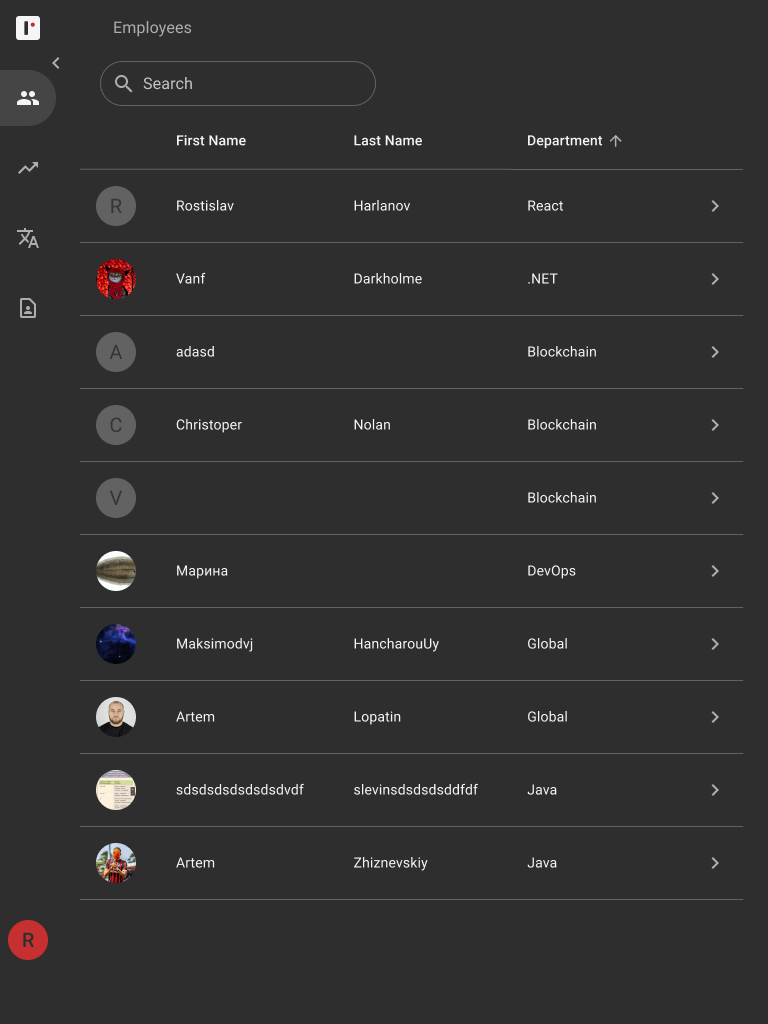 Employees
Search
First Name Last Name Department
R Rostislav Harlanov React
Vanf Darkholme .NET
A adasd Blockchain
C Christoper Nolan Blockchain
V Blockchain
Марина DevOps
Maksimodvj HancharouUy Global
Artem Lopatin Global
sdsdsdsdsdsdsdvdf slevinsdsdsdsddfdf Java
Artem Zhiznevskiy Java
R